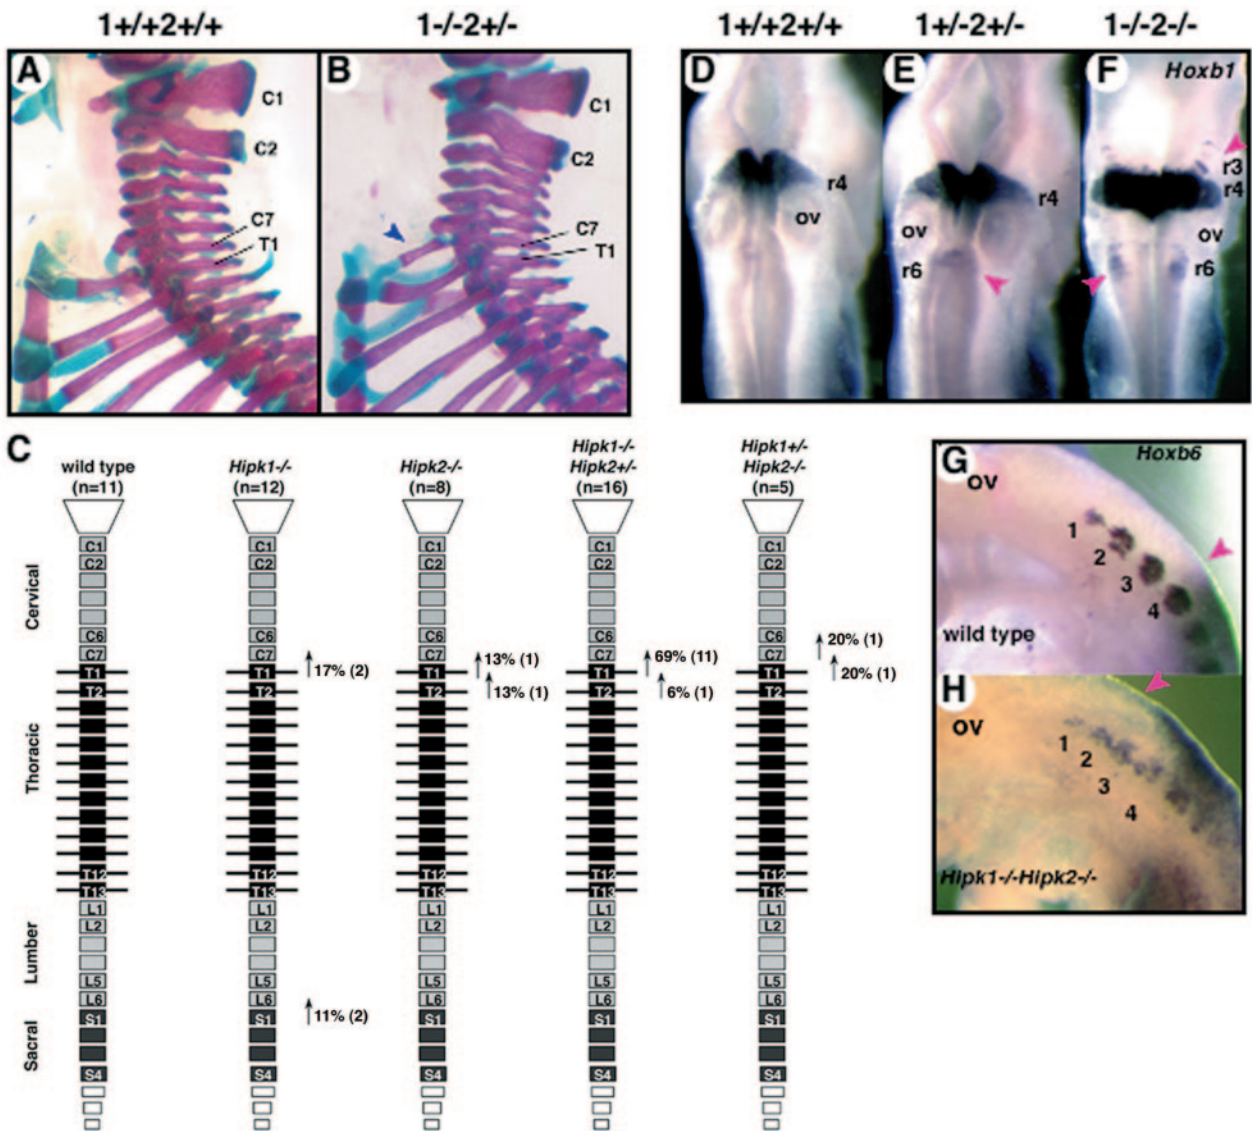 1+/+2+/+
1-/-2+/-
1+/+2+/+
1+/-2+/-
1-/-2-/-
A
C1
C2
C7
T1
B
C1
C2
C7
T1
D
r4
ov
E
r4
ov
r6
F
Hoxb1
r3
r4
ov
r6
C
wild type
(n=11)
Hipk1-/-
(n=12)
Hipk2-/-
(n=8)
Hipk1-/-
Hipk2+/-
(n=16)
Hipk1+/-
Hipk2-/-
(n=5)
Cervical
Thoracic
Lumber
Sacral
C1
C2
C6
C7
T1
T2
T12
T13
L1
L2
L5
L6
S1
S4
C1
C2
C6
C7
T1
T2
T12
T13
L1
L2
L5
L6
S1
S4
17% (2)
11% (2)
C1
C2
C6
C7
T1
T2
T12
T13
L1
L2
L5
L6
S1
S4
13% (1)
13% (1)
C1
C2
C6
C7
T1
T2
T12
T13
L1
L2
L5
L6
S1
S4
69% (11)
6% (1)
C1
C2
C6
C7
T1
T2
T12
T13
L1
L2
L5
L6
S1
S4
20% (1)
20% (1)
G
Hoxb6
ov
1
2
3
4
wild type
H
ov
1
2
3
4
Hipk1-/-Hipk2-/-